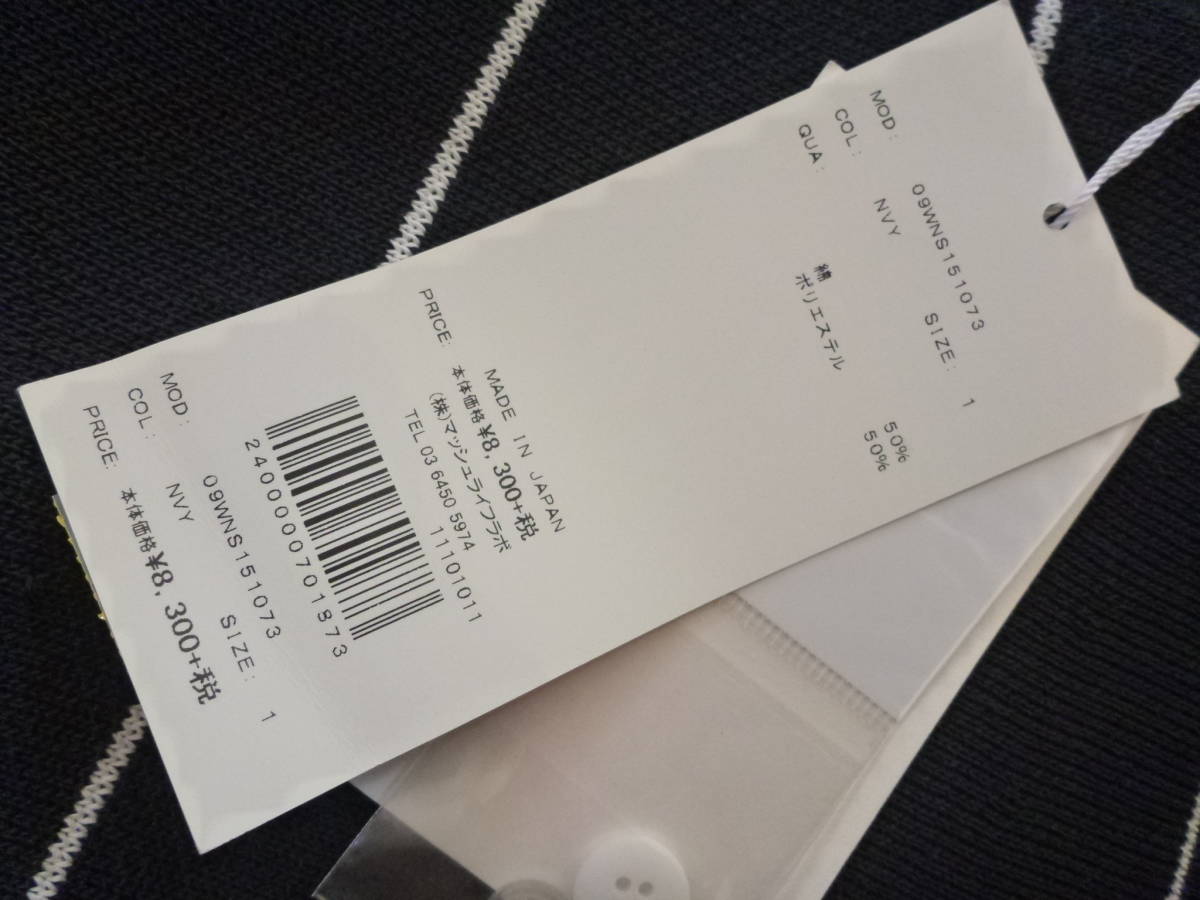 MOD: 09WNS151073
COL: NVY SIZE: 1
QUA: 綿 50%
ポリエステル 50%
MADE IN JAPAN
PRICE: 本体価格¥8,300+税
(株)マッシュライフラボ
TEL 03 6450 5974
11101011
2400000701873
MOD: 09WNS151073
COL: NVY SIZE: 1
PRICE: 本体価格¥8,300+税